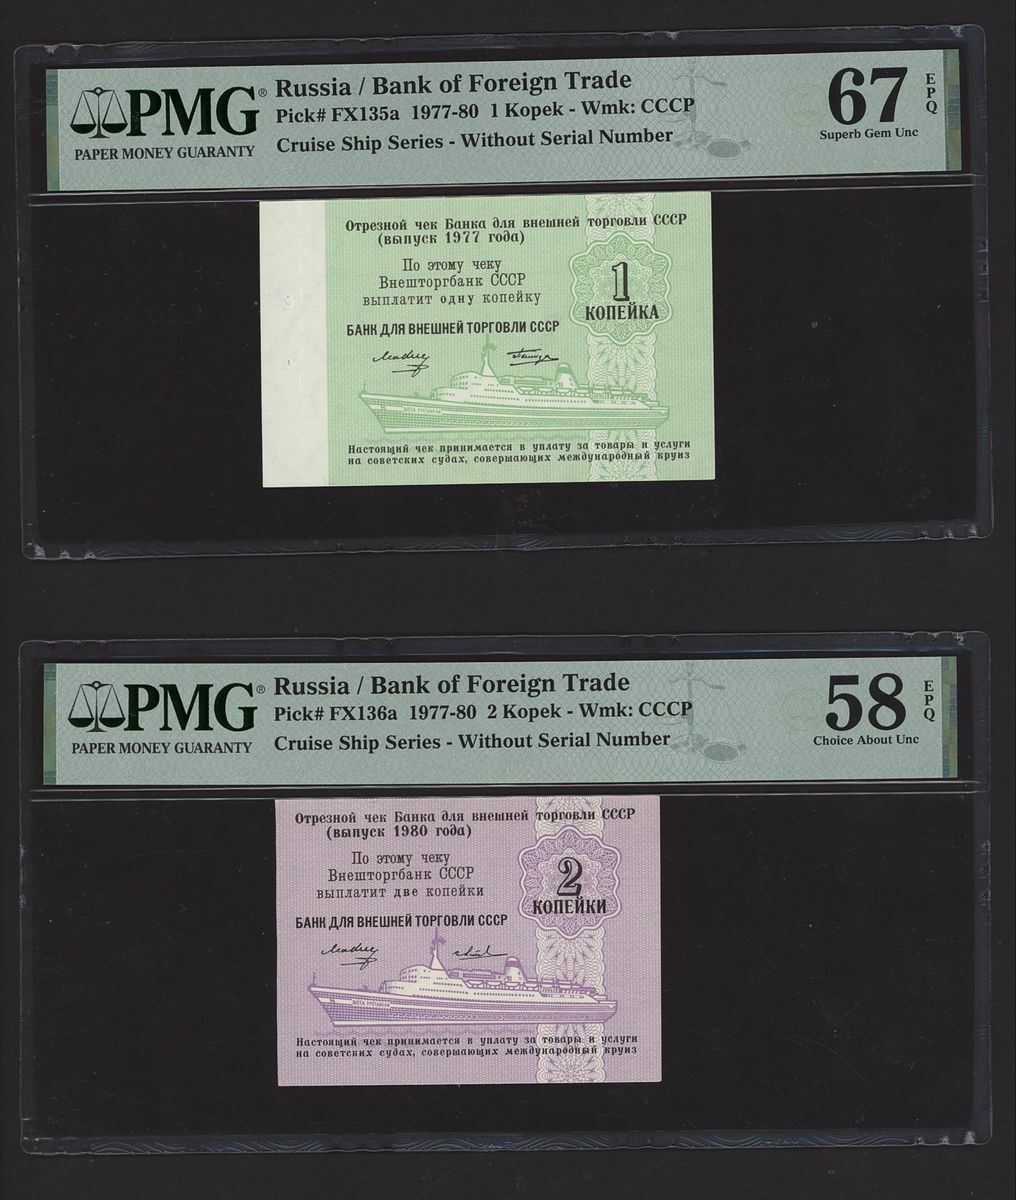 PMG®
PAPER MONEY GUARANTY
Russia / Bank of Foreign Trade
Pick# FX135a 1977-80 1 Kopek - Wmk: CCCP
Cruise Ship Series - Without Serial Number
67
EPQ
Superb Gem Unc
Отрезной чек Банка для внешней торговли СССР
(выпуск 1977 года)
По этому чеку
Внешторгбанк СССР
выплатит одну копейку
1
КОПЕЙКА
БАНК ДЛЯ ВНЕШНЕЙ ТОРГОВЛИ СССР
ШОТА РУСТАВЕЛИ
Настоящий чек принимается в уплату за товары и услуги
на советских судах, совершающих международный круиз
PMG®
PAPER MONEY GUARANTY
Russia / Bank of Foreign Trade
Pick# FX136a 1977-80 2 Kopek - Wmk: CCCP
Cruise Ship Series - Without Serial Number
58
EPQ
Choice About Unc
Отрезной чек Банка для внешней торговли СССР
(выпуск 1980 года)
По этому чеку
Внешторгбанк СССР
выплатит две копейки
2
КОПЕЙКИ
БАНК ДЛЯ ВНЕШНЕЙ ТОРГОВЛИ СССР
ШОТА РУСТАВЕЛИ
Настоящий чек принимается в уплату за товары и услуги
на советских судах, совершающих международный круиз